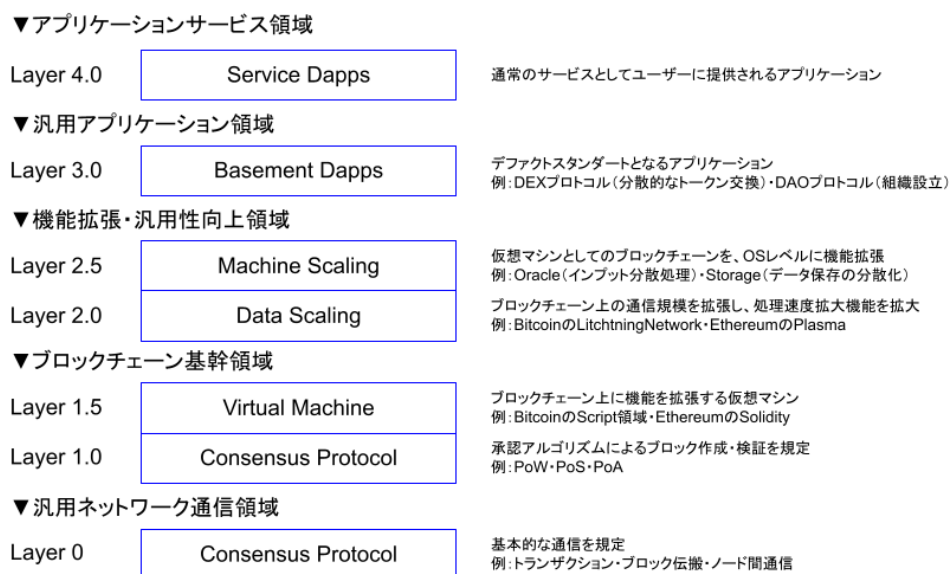 ▼アプリケーションサービス領域
Layer 4.0 Service Dapps 通常のサービスとしてユーザーに提供されるアプリケーション
▼汎用アプリケーション領域
Layer 3.0 Basement Dapps デファクトスタンダートとなるアプリケーション
例:DEXプロトコル(分散的なトークン交換)・DAOプロトコル(組織設立)
▼機能拡張・汎用性向上領域
Layer 2.5 Machine Scaling 仮想マシンとしてのブロックチェーンを、OSレベルに機能拡張
例:Oracle(インプット分散処理)・Storage(データ保存の分散化)
Layer 2.0 Data Scaling ブロックチェーン上の通信規模を拡張し、処理速度拡大機能を拡大
例:BitcoinのLitchtningNetwork・EthereumのPlasma
▼ブロックチェーン基幹領域
Layer 1.5 Virtual Machine ブロックチェーン上に機能を拡張する仮想マシン
例:BitcoinのScript領域・EthereumのSolidity
Layer 1.0 Consensus Protocol 承認アルゴリズムによるブロック作成・検証を規定
例:PoW・PoS・PoA
▼汎用ネットワーク通信領域
Layer 0 Consensus Protocol 基本的な通信を規定
例:トランザクション・ブロック伝搬・ノード間通信